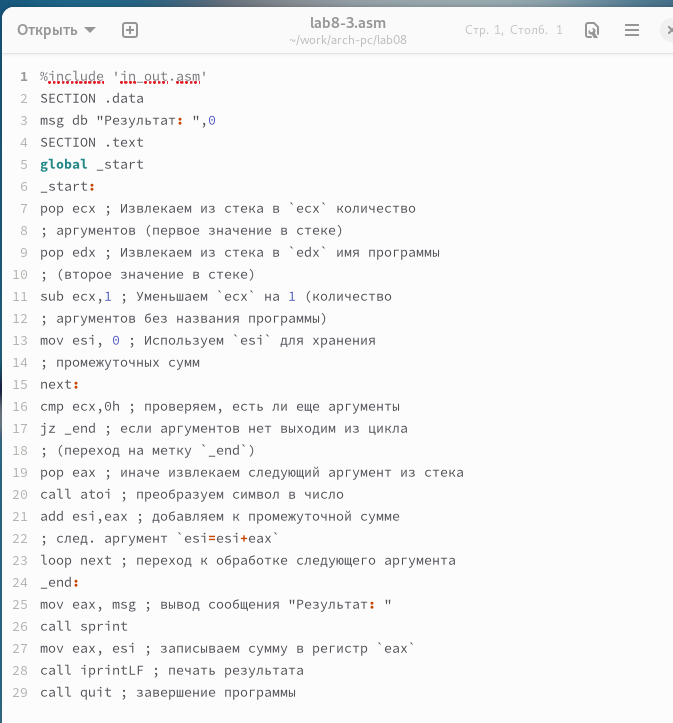 Открыть
lab8-3.asm
~/work/arch-pc/lab08
Стр. 1, Столб. 1
1 %include 'in_out.asm'
2 SECTION .data
3 msg db "Результат: ",0
4 SECTION .text
5 global _start
6 _start:
7 pop ecx ; Извлекаем из стека в `ecx` количество
8 ; аргументов (первое значение в стеке)
9 pop edx ; Извлекаем из стека в `edx` имя программы
10 ; (второе значение в стеке)
11 sub ecx,1 ; Уменьшаем `ecx` на 1 (количество
12 ; аргументов без названия программы)
13 mov esi, 0 ; Используем `esi` для хранения
14 ; промежуточных сумм
15 next:
16 cmp ecx,0h ; проверяем, есть ли еще аргументы
17 jz _end ; если аргументов нет выходим из цикла
18 ; (переход на метку `_end`)
19 pop eax ; иначе извлекаем следующий аргумент из стека
20 call atoi ; преобразуем символ в число
21 add esi,eax ; добавляем к промежуточной сумме
22 ; след. аргумент `esi=esi+eax`
23 loop next ; переход к обработке следующего аргумента
24 _end:
25 mov eax, msg ; вывод сообщения "Результат: "
26 call sprint
27 mov eax, esi ; записываем сумму в регистр `eax`
28 call iprintLF ; печать результата
29 call quit ; завершение программы